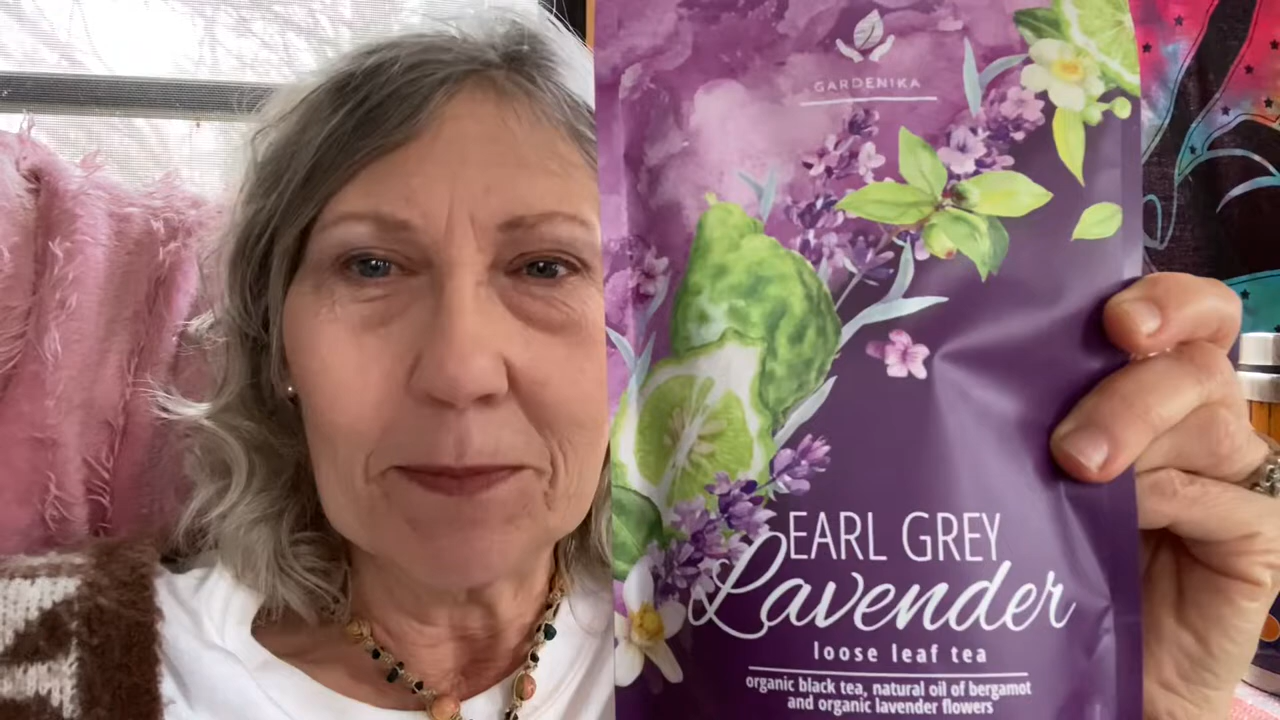 GARDENIKA
EARL GREY
Lavender
loose leaf tea
organic black tea, natural oil of bergamot
and organic lavender flowers